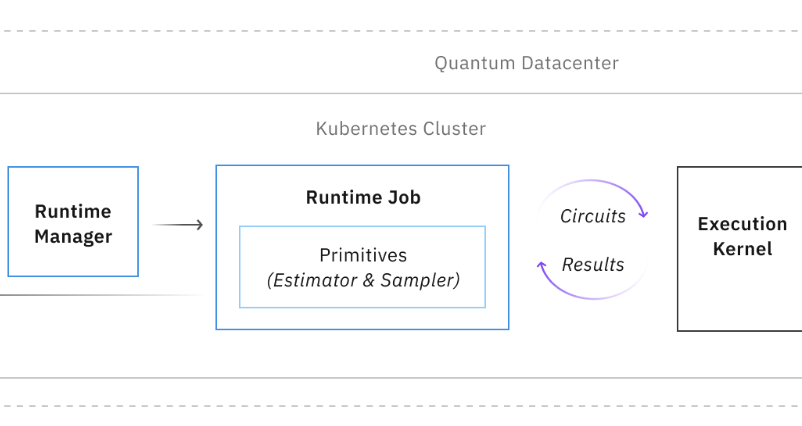 Quantum Datacenter
Kubernetes Cluster
Runtime
Manager
Runtime Job
Primitives
(Estimator & Sampler)
Circuits
Results
Execution
Kernel